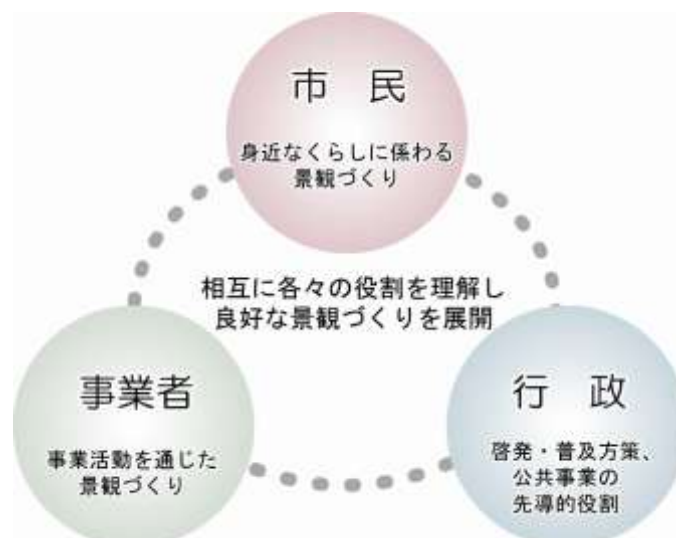 市　民
身近なくらしに係わる
景観づくり
相互に各々の役割を理解し
良好な景観づくりを展開
事業者
事業活動を通じた
景観づくり
行　政
啓発・普及方策、
公共事業の
先導的役割